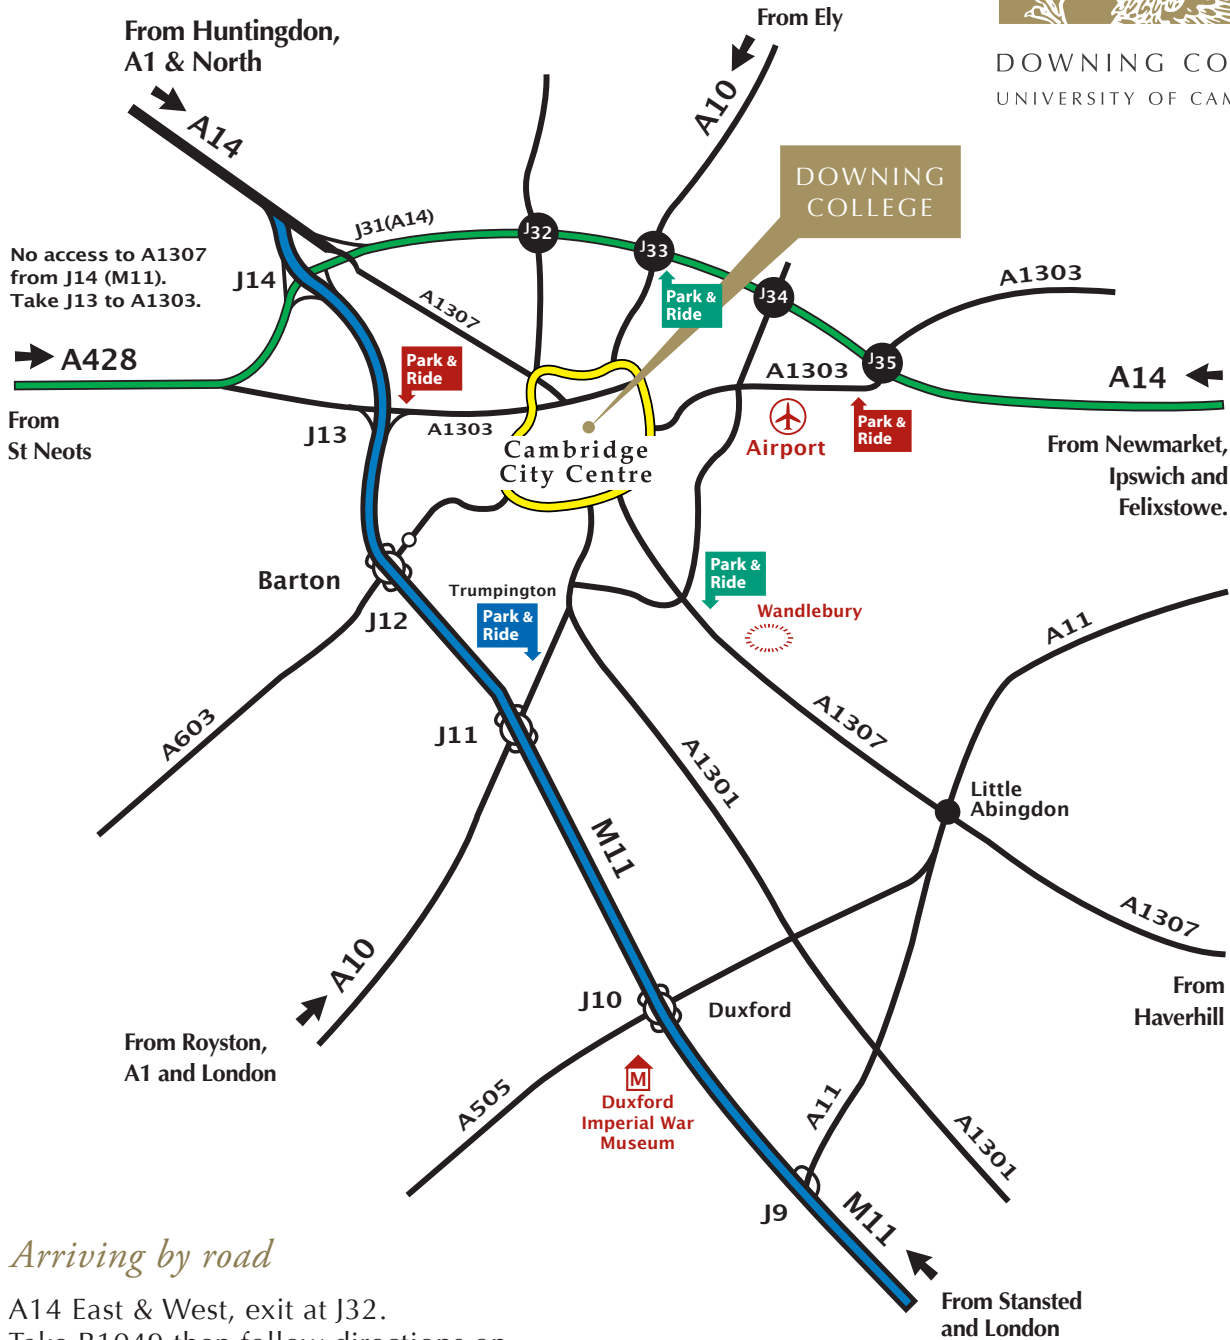 From Huntingdon,
A1 & North
From Ely
DOWNING CO
UNIVERSITY OF CAM
A14
A10
DOWNING
COLLEGE
J31(A14)
J32
J33
No access to A1307
from J14 (M11).
Take J13 to A1303.
J14
A1307
Park &
Ride
J34
A1303
A428
Park &
Ride
A1303
J35
A14
From
St Neots
J13
A1303
Cambridge
City Centre
Airport
Park &
Ride
From Newmarket,
Ipswich and
Felixstowe.
Barton
J12
Trumpington
Park &
Ride
Park &
Ride
Wandlebury
A11
A603
J11
A1307
A1301
Little
Abingdon
M11
A1307
A10
J10
Duxford
From
Haverhill
From Royston,
A1 and London
M
Duxford
Imperial War
Museum
A505
A11
A1301
J9
M11
From Stansted
and London
Arriving by road
A14 East & West, exit at J32.